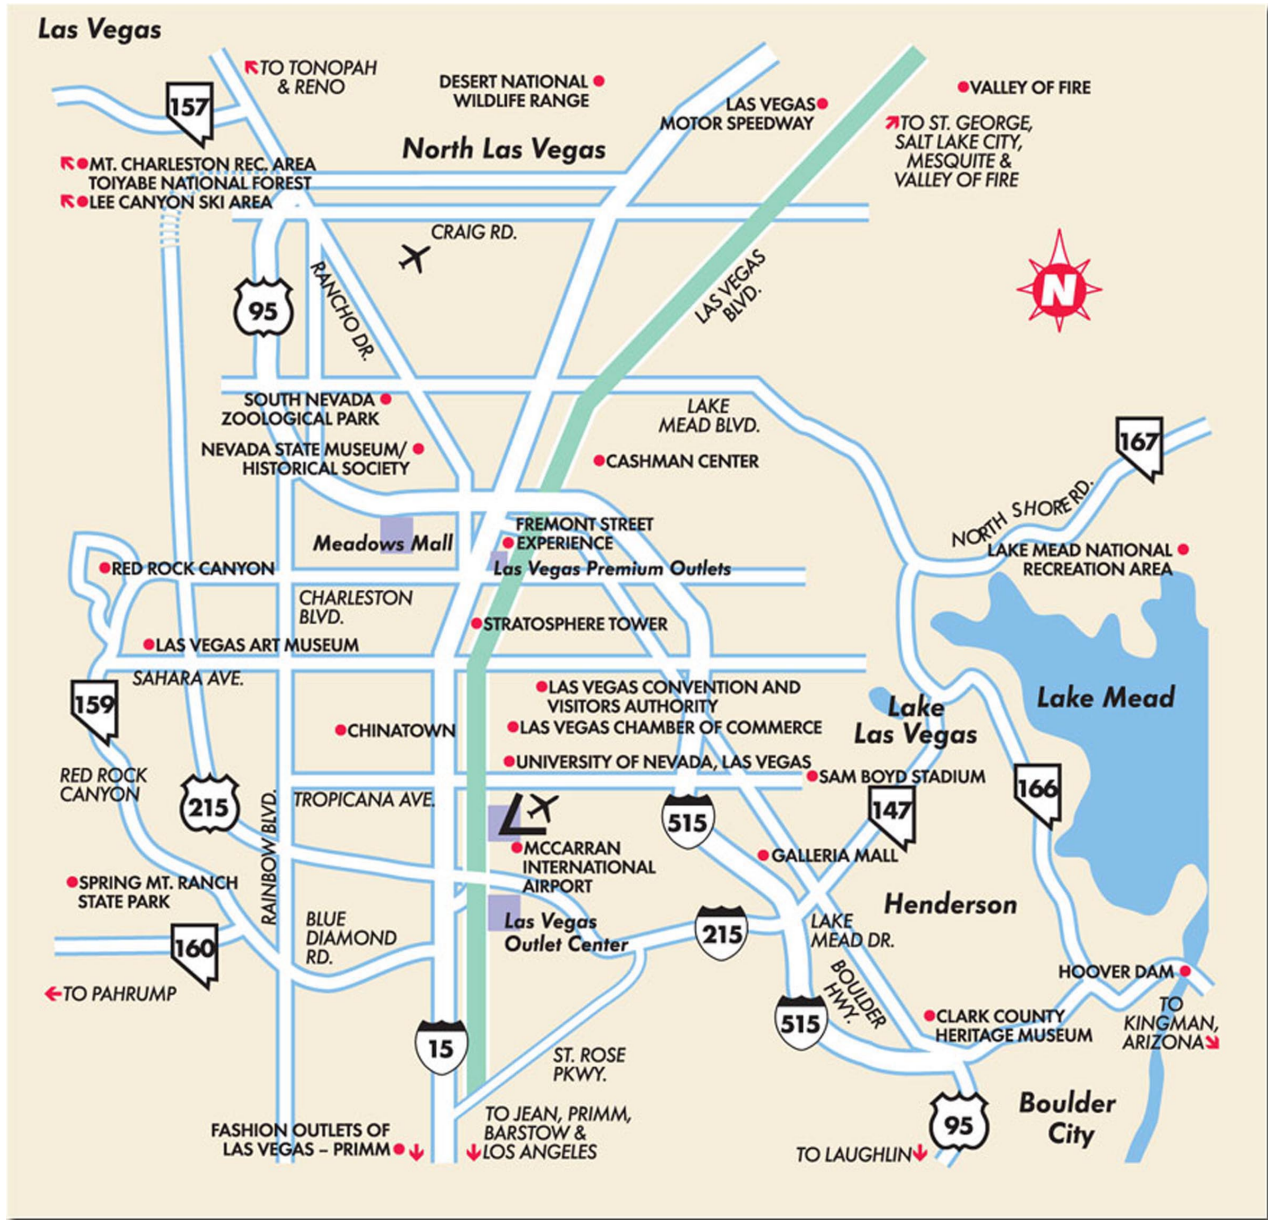 Las Vegas
TO TONOPAH
& RENO
157
DESERT NATIONAL
WILDLIFE RANGE
LAS VEGAS
MOTOR SPEEDWAY
VALLEY OF FIRE
TO ST. GEORGE,
SALT LAKE CITY,
MESQUITE &
VALLEY OF FIRE
North Las Vegas
MT. CHARLESTON REC. AREA
TOIYABE NATIONAL FOREST
LEE CANYON SKI AREA
CRAIG RD.
RANCHO DR.
LAS VEGAS
BLVD.
N
95
SOUTH NEVADA
ZOOLOGICAL PARK
LAKE
MEAD BLVD.
NEVADA STATE MUSEUM/
HISTORICAL SOCIETY
CASHMAN CENTER
167
NORTH SHORE RD.
LAKE MEAD NATIONAL
RECREATION AREA
FREMONT STREET
EXPERIENCE
Meadows Mall
Las Vegas Premium Outlets
RED ROCK CANYON
CHARLESTON
BLVD.
STRATOSPHERE TOWER
LAS VEGAS ART MUSEUM
SAHARA AVE.
159
LAS VEGAS CONVENTION AND
VISITORS AUTHORITY
LAS VEGAS CHAMBER OF COMMERCE
CHINATOWN
Lake
Las Vegas
Lake Mead
UNIVERSITY OF NEVADA, LAS VEGAS
SAM BOYD STADIUM
RED ROCK
CANYON
215
RAINBOW BLVD.
TROPICANA AVE.
515
147
166
MCCARRAN
INTERNATIONAL
AIRPORT
GALLERIA MALL
SPRING MT. RANCH
STATE PARK
Henderson
BLUE
DIAMOND
RD.
Las Vegas
Outlet Center
215
LAKE
MEAD DR.
160
TO PAHRUMP
BOULDER
HWY.
HOOVER DAM
TO
KINGMAN,
ARIZONA
515
CLARK COUNTY
HERITAGE MUSEUM
15
ST. ROSE
PKWY.
FASHION OUTLETS OF
LAS VEGAS – PRIMM
TO JEAN, PRIMM,
BARSTOW &
LOS ANGELES
Boulder
City
95
TO LAUGHLIN